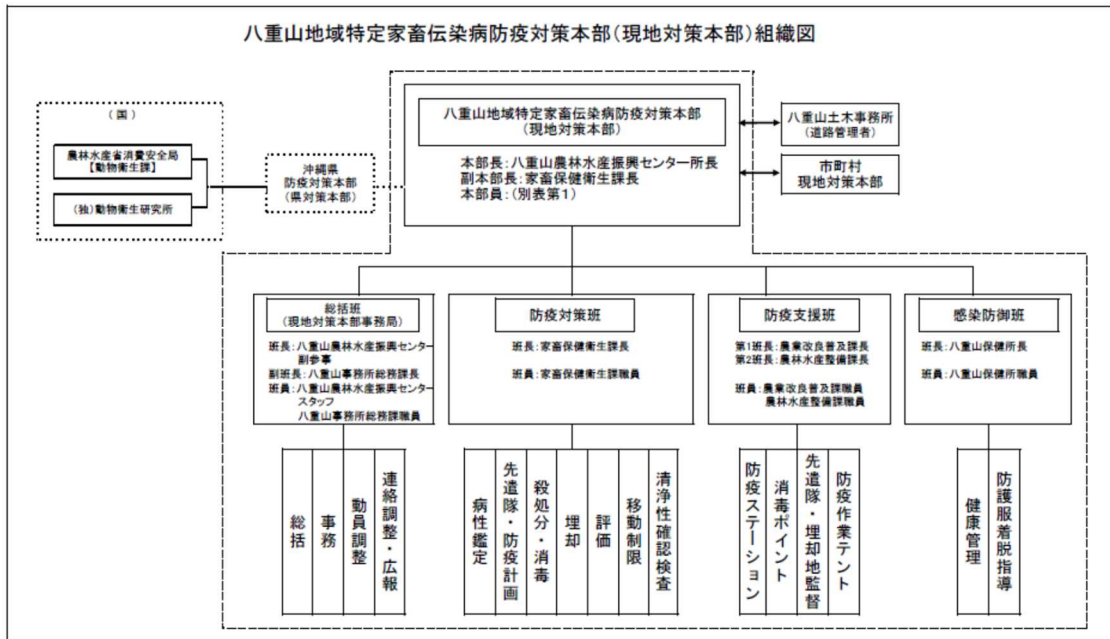 八重山地域特定家畜伝染病防疫対策本部(現地対策本部)組織図
(国)
農林水産省消費安全局
【動物衛生課】
(独)動物衛生研究所
沖縄県
防疫対策本部
(県対策本部)
八重山地域特定家畜伝染病防疫対策本部
(現地対策本部)
本部長:八重山農林水産振興センター所長
副本部長:家畜保健衛生課長
本部員:(別表第1)
八重山土木事務所
(道路管理者)
市町村
現地対策本部
総括班
(現地対策本部事務局)
班長:八重山農林水産振興センター
副参事
副班長:八重山事務所総務課長
班員:八重山農林水産振興センター
スタッフ
八重山事務所総務課職員
総括
事務
動員調整
連絡調整・広報
防疫対策班
班長:家畜保健衛生課長
班員:家畜保健衛生課職員
病性鑑定
先遣隊・防疫計画
殺処分・消毒
埋却
評価
移動制限
清浄性確認検査
防疫支援班
第1班長:農業改良普及課長
第2班長:農林水産整備課長
班員:農業改良普及課職員
農林水産整備課職員
防疫ステーション
消毒ポイント
先遣隊・埋却地監督
防疫作業テント
感染防御班
班長:八重山保健所長
班員:八重山保健所職員
健康管理
防護服着脱指導